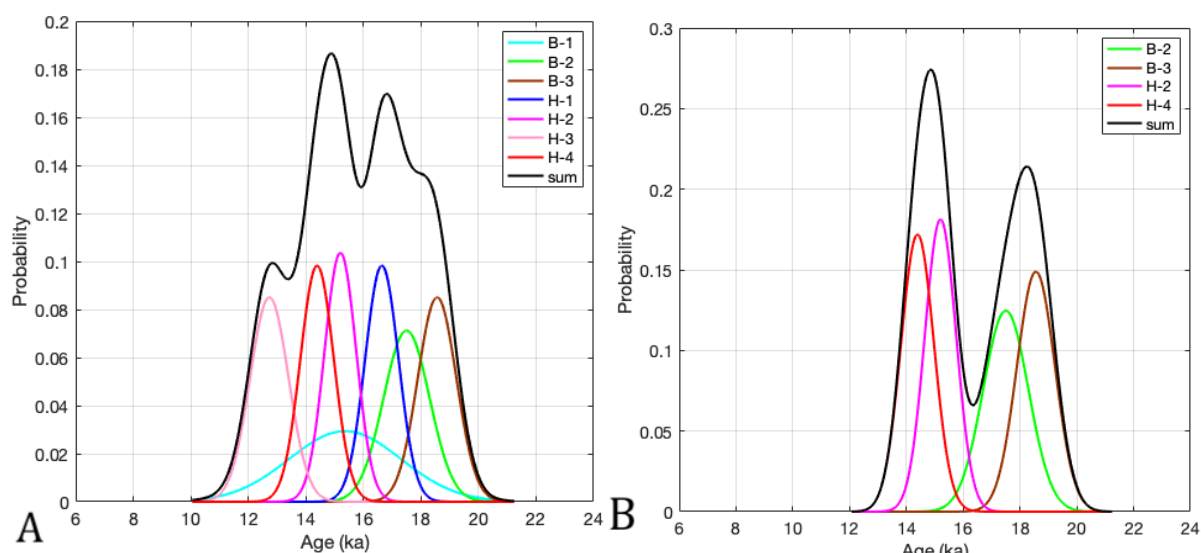 A
0.2
0.18
0.16
0.14
0.12
0.1
0.08
0.06
0.04
0.02
0
Probability
6 8 10 12 14 16 18 20 22 24
Age (ka)
B-1
B-2
B-3
H-1
H-2
H-3
H-4
sum
B
0.3
0.25
0.2
0.15
0.1
0.05
0
Probability
6 8 10 12 14 16 18 20 22 24
Age (ka)
B-2
B-3
H-2
H-4
sum